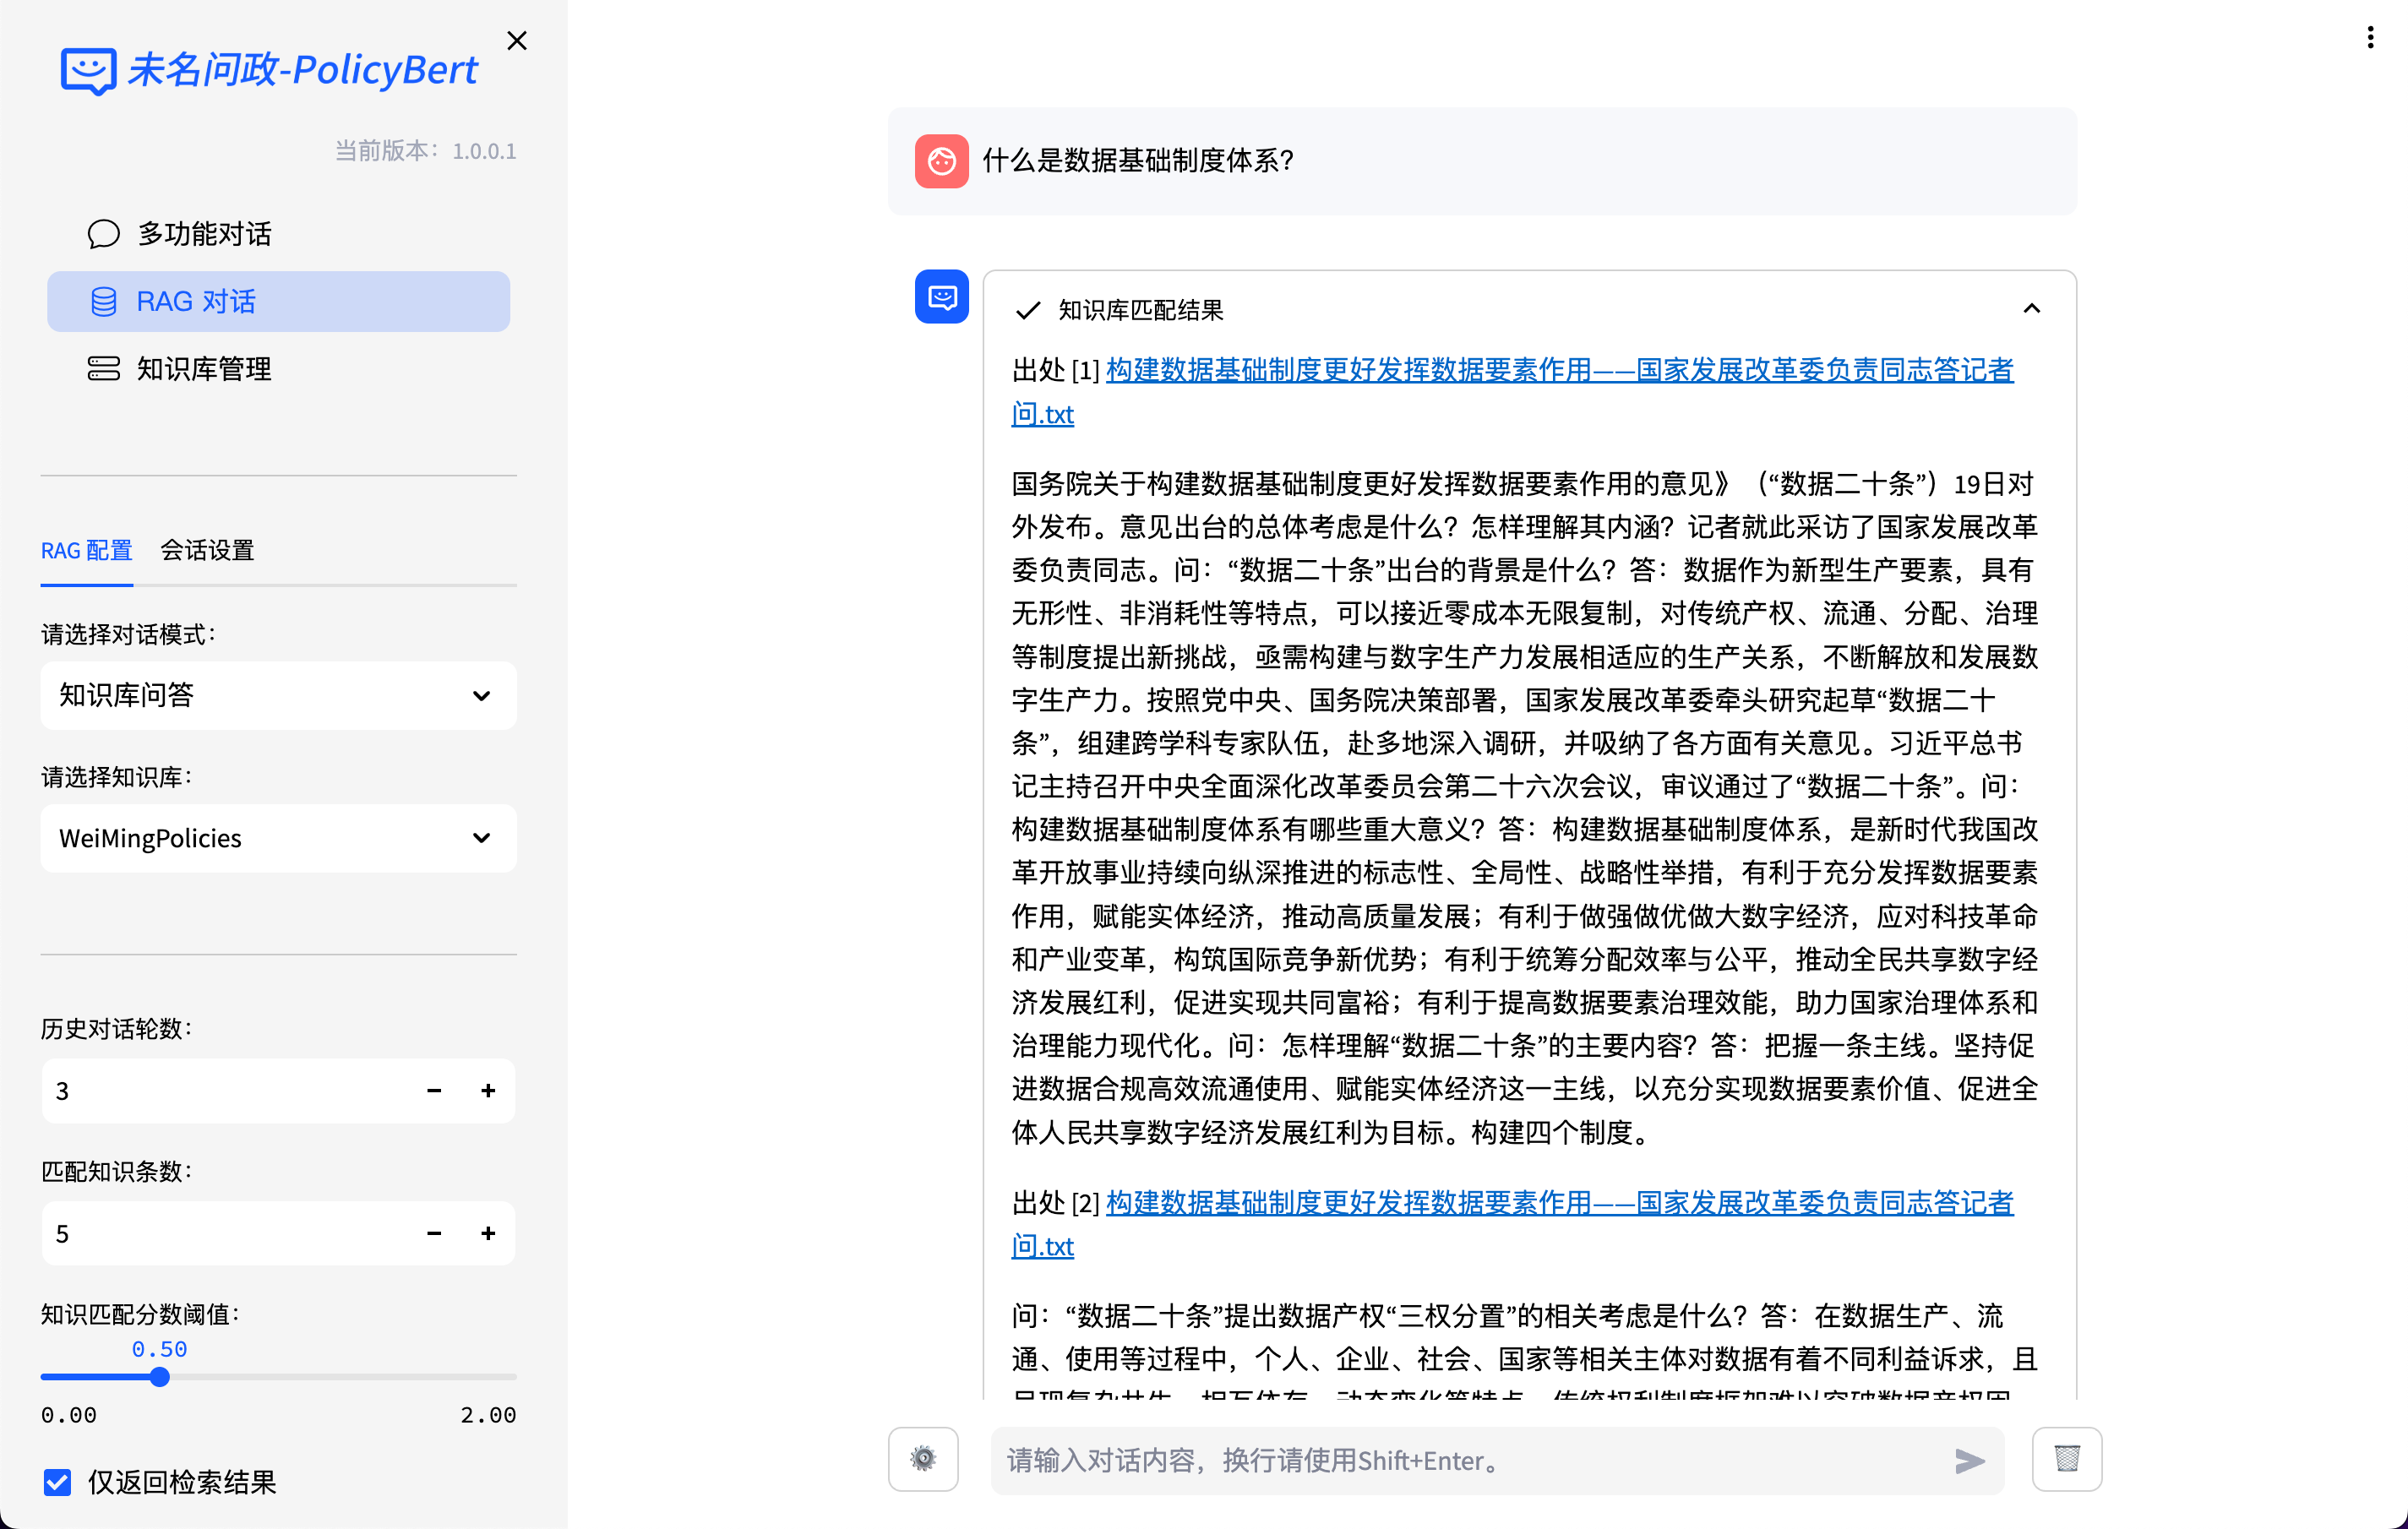 未名问政-PolicyBert
当前版本：1.0.0.1
多功能对话
RAG 对话
知识库管理
RAG 配置 会话设置
请选择对话模式：
知识库问答
请选择知识库：
WeiMingPolicies
历史对话轮数：
3
匹配知识条数：
5
知识匹配分数阈值：
0.50
0.00 2.00
仅返回检索结果
什么是数据基础制度体系？
知识库匹配结果
出处 [1] 构建数据基础制度更好发挥数据要素作用——国家发展改革委负责同志答记者
问.txt
国务院关于构建数据基础制度更好发挥数据要素作用的意见》（“数据二十条”）19日对
外发布。意见出台的总体考虑是什么？怎样理解其内涵？记者就此采访了国家发展改革
委负责同志。问：“数据二十条”出台的背景是什么？答：数据作为新型生产要素，具有
无形性、非消耗性等特点，可以接近零成本无限复制，对传统产权、流通、分配、治理
等制度提出新挑战，亟需构建与数字生产力发展相适应的生产关系，不断解放和发展数
字生产力。按照党中央、国务院决策部署，国家发展改革委牵头研究起草“数据二十
条”，组建跨学科专家队伍，赴多地深入调研，并吸纳了各方面有关意见。习近平总书
记主持召开中央全面深化改革委员会第二十六次会议，审议通过了“数据二十条”。问：
构建数据基础制度体系有哪些重大意义？答：构建数据基础制度体系，是新时代我国改
革开放事业持续向纵深推进的标志性、全局性、战略性举措，有利于充分发挥数据要素
作用，赋能实体经济，推动高质量发展；有利于做强做优做大数字经济，应对科技革命
和产业变革，构筑国际竞争新优势；有利于统筹分配效率与公平，推动全民共享数字经
济发展红利，促进实现共同富裕；有利于提高数据要素治理效能，助力国家治理体系和
治理能力现代化。问：怎样理解“数据二十条”的主要内容？答：把握一条主线。坚持促
进数据合规高效流通使用、赋能实体经济这一主线，以充分实现数据要素价值、促进全
体人民共享数字经济发展红利为目标。构建四个制度。
出处 [2] 构建数据基础制度更好发挥数据要素作用——国家发展改革委负责同志答记者
问.txt
问：“数据二十条”提出数据产权“三权分置”的相关考虑是什么？答：在数据生产、流
通、使用等过程中，个人、企业、社会、国家等相关主体对数据有着不同利益诉求，且
请输入对话内容，换行请使用Shift+Enter。